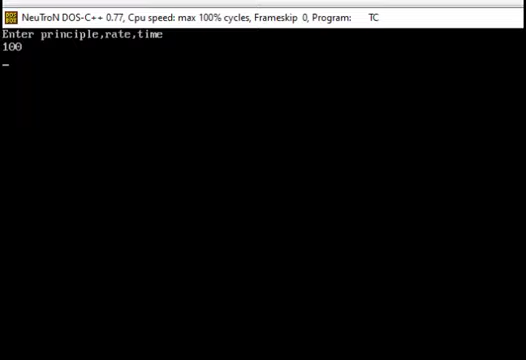 NeuTroN DOS-C++ 0.77, Cpu speed: max 100% cycles, Frameskip 0, Program: TC
Enter principle,rate,time
100
_